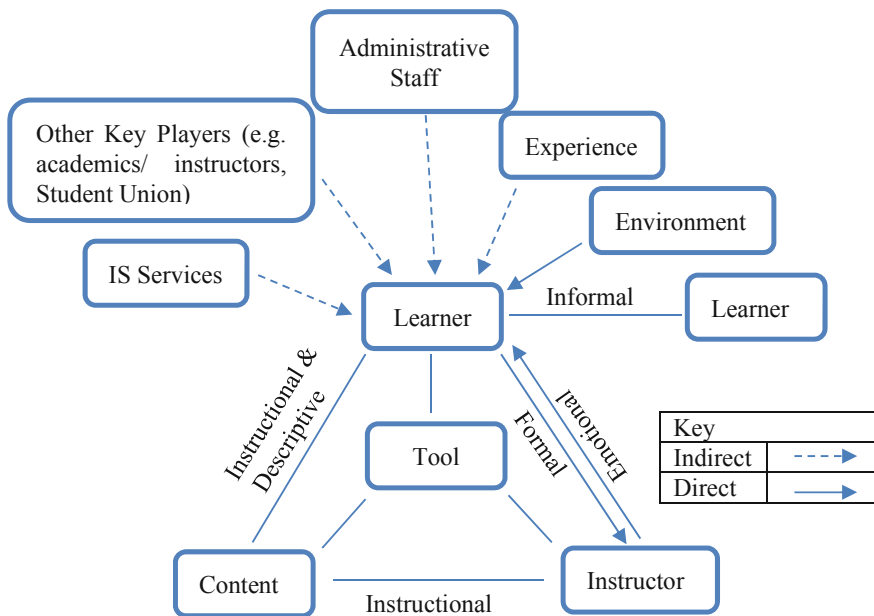 Administrative
Staff
Other Key Players (e.g.
academics/ instructors,
Student Union)
Experience
Environment
IS Services
Learner
Informal
Learner
Instructional &
Descriptive
Tool
Formal
Emotional
Key
Indirect
Direct
Content
Instructional
Instructor